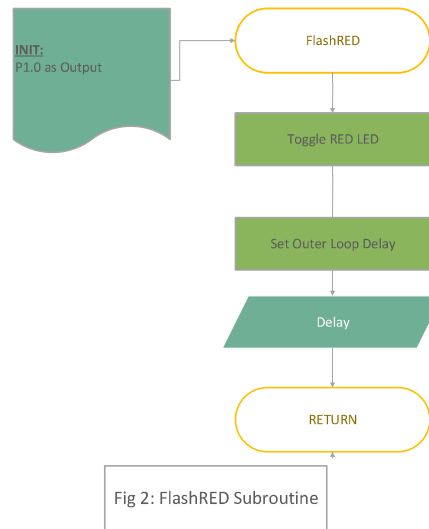 INIT:
P1.0 as Output
FlashRED
Toggle RED LED
Set Outer Loop Delay
Delay
RETURN
Fig 2: FlashRED Subroutine